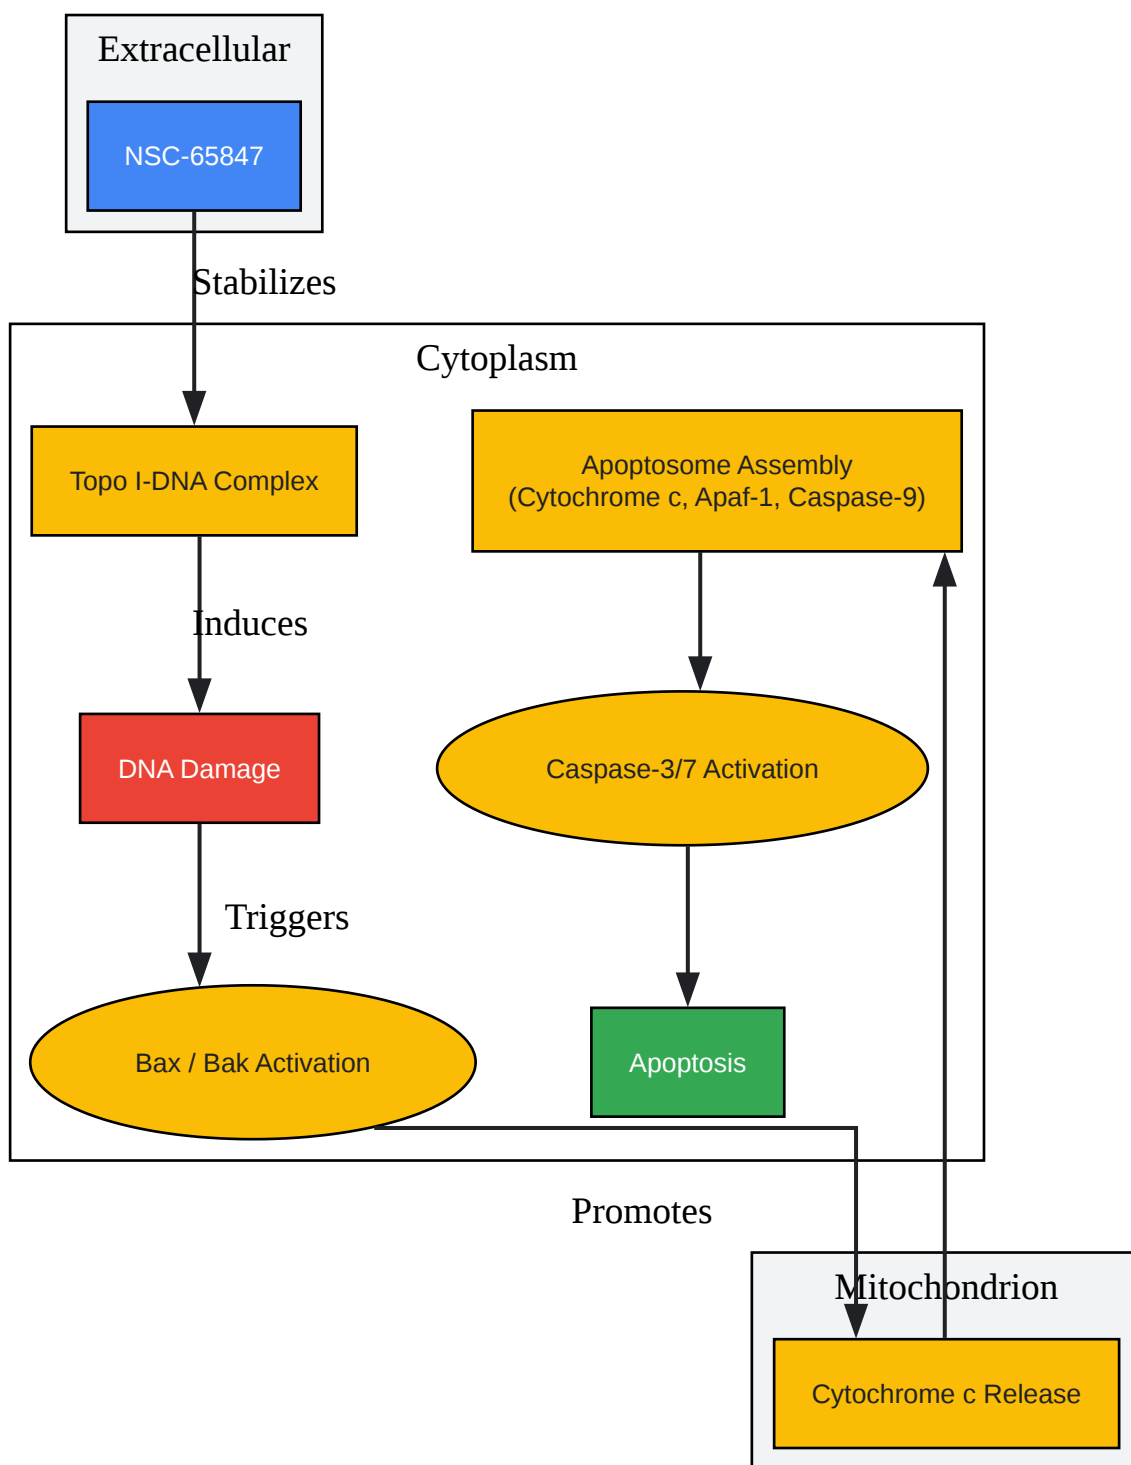 Extracellular
NSC-65847
Stabilizes
Cytoplasm
Topo I-DNA Complex
Apoptosome Assembly
(Cytochrome c, Apaf-1, Caspase-9)
Induces
DNA Damage
Caspase-3/7 Activation
Triggers
Bax / Bak Activation
Apoptosis
Promotes
Mitochondrion
Cytochrome c Release